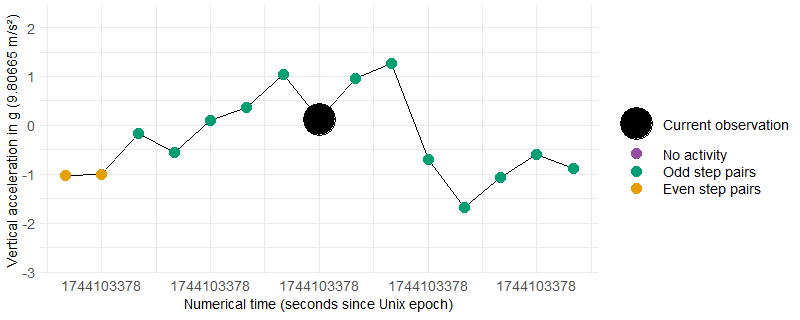 Vertical acceleration in g (9.80665 m/s²)
2
1
0
-1
-2
-3
1744103378 1744103378 1744103378 1744103378 1744103378
Numerical time (seconds since Unix epoch)
Current observation
No activity
Odd step pairs
Even step pairs